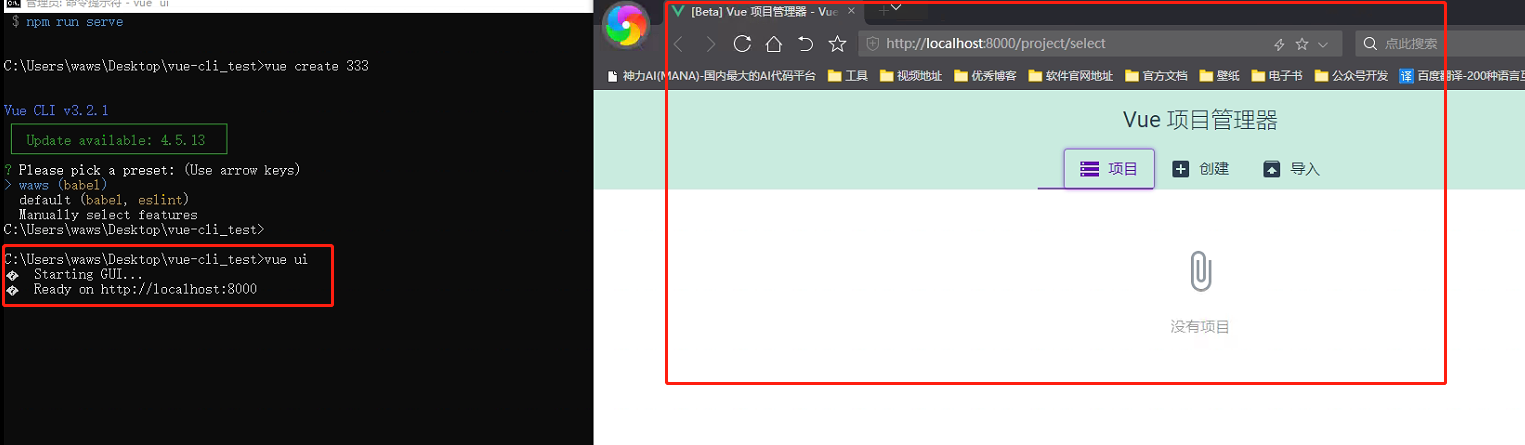 管理员: 命令提示符 - vue ui
$ npm run serve
C:\Users\waws\Desktop\vue-cli_test>vue create 333
Vue CLI v3.2.1
Update available: 4.5.13
? Please pick a preset: (Use arrow keys)
> waws (babel)
default (babel, eslint)
Manually select features
C:\Users\waws\Desktop\vue-cli_test>
C:\Users\waws\Desktop\vue-cli_test>vue ui
� Starting GUI...
� Ready on http://localhost:8000
[Beta] Vue 项目管理器 - Vue
http://localhost:8000/project/select
点此搜索
神力AI(MANA)-国内最大的AI代码平台 工具 视频地址 优秀博客 软件官网地址 官方文档 壁纸 电子书 公众号开发 译 百度翻译-200种语言互
Vue 项目管理器
项目 创建 导入
没有项目